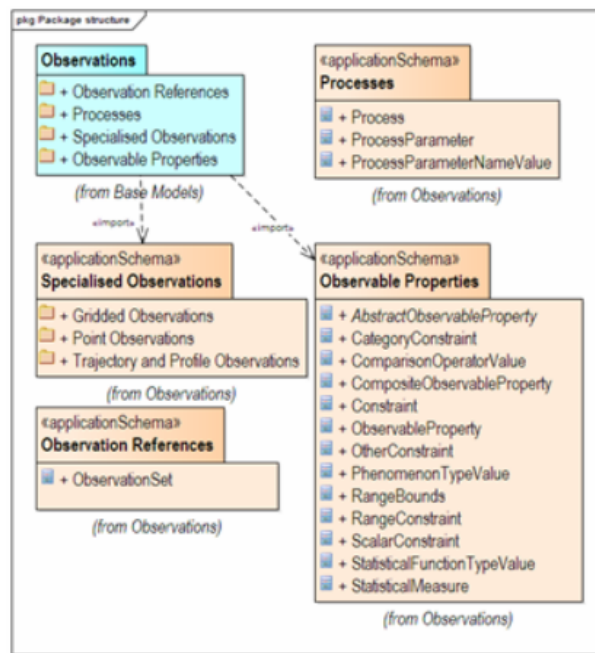 pkg Package structure
Observations
+ Observation References
+ Processes
+ Specialised Observations
+ Observable Properties
(from Base Models)
«applicationSchema»
Processes
+ Process
+ ProcessParameter
+ ProcessParameterNameValue
(from Observations)
«import»
«import»
«applicationSchema»
Specialised Observations
+ Gridded Observations
+ Point Observations
+ Trajectory and Profile Observations
(from Observations)
«applicationSchema»
Observation References
+ ObservationSet
(from Observations)
«applicationSchema»
Observable Properties
+ AbstractObservableProperty
+ CategoryConstraint
+ ComparisonOperatorValue
+ CompositeObservableProperty
+ Constraint
+ ObservableProperty
+ OtherConstraint
+ PhenomenonTypeValue
+ RangeBounds
+ RangeConstraint
+ ScalarConstraint
+ StatisticalFunctionTypeValue
+ StatisticalMeasure
(from Observations)